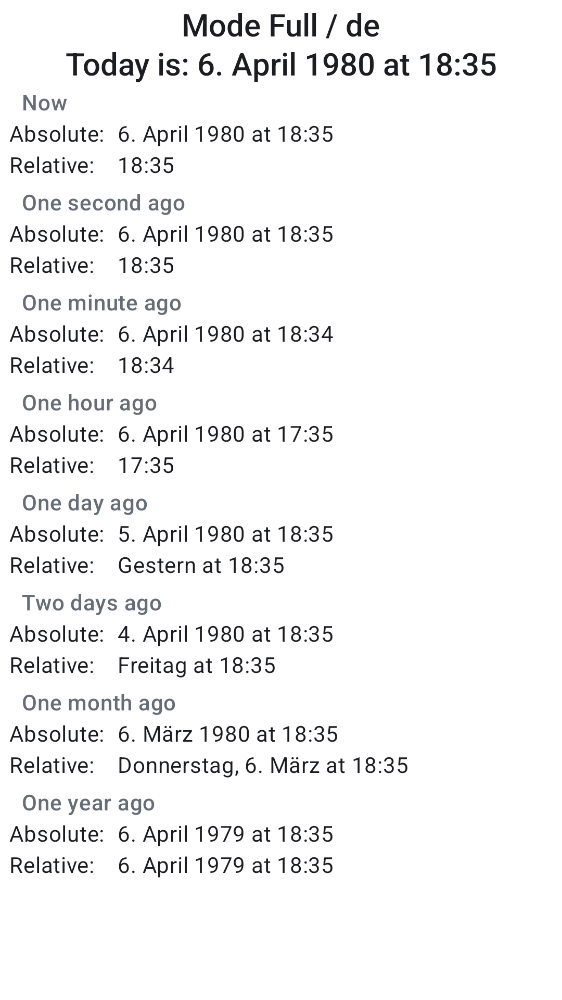 Mode Full / de
Today is: 6. April 1980 at 18:35
Now
Absolute: 6. April 1980 at 18:35
Relative: 18:35
One second ago
Absolute: 6. April 1980 at 18:35
Relative: 18:35
One minute ago
Absolute: 6. April 1980 at 18:34
Relative: 18:34
One hour ago
Absolute: 6. April 1980 at 17:35
Relative: 17:35
One day ago
Absolute: 5. April 1980 at 18:35
Relative: Gestern at 18:35
Two days ago
Absolute: 4. April 1980 at 18:35
Relative: Freitag at 18:35
One month ago
Absolute: 6. März 1980 at 18:35
Relative: Donnerstag, 6. März at 18:35
One year ago
Absolute: 6. April 1979 at 18:35
Relative: 6. April 1979 at 18:35